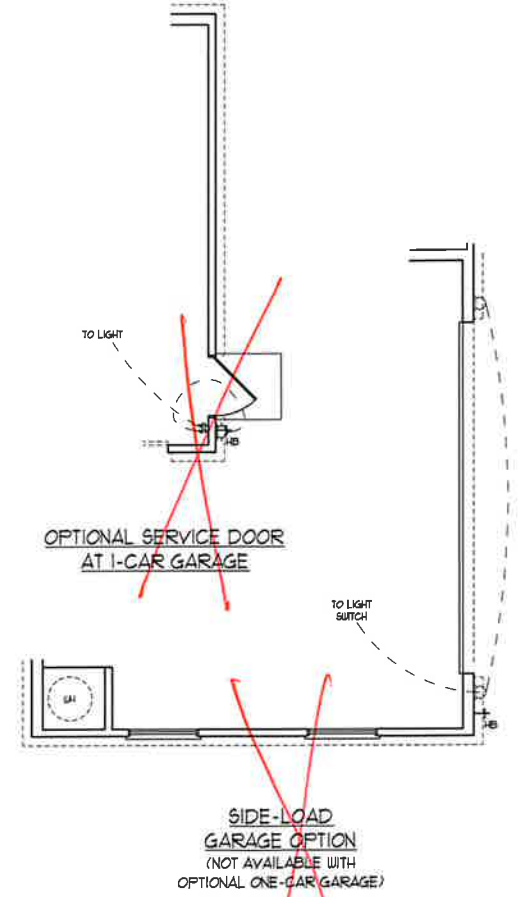 TO LIGHT
HB
OPTIONAL SERVICE DOOR
AT 1-CAR GARAGE
TO LIGHT
SWITCH
WH
HB
SIDE-LOAD
GARAGE OPTION
(NOT AVAILABLE WITH
OPTIONAL ONE-CAR GARAGE)